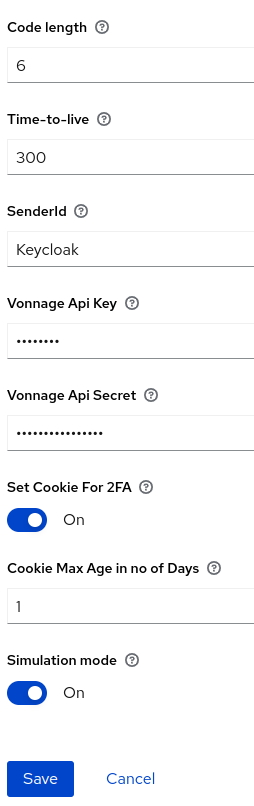 Code length
6
Time-to-live
300
SenderId
Keycloak
Vonnage Api Key
••••••••
Vonnage Api Secret
••••••••••••••••
Set Cookie For 2FA
On
Cookie Max Age in no of Days
1
Simulation mode
On
Save Cancel